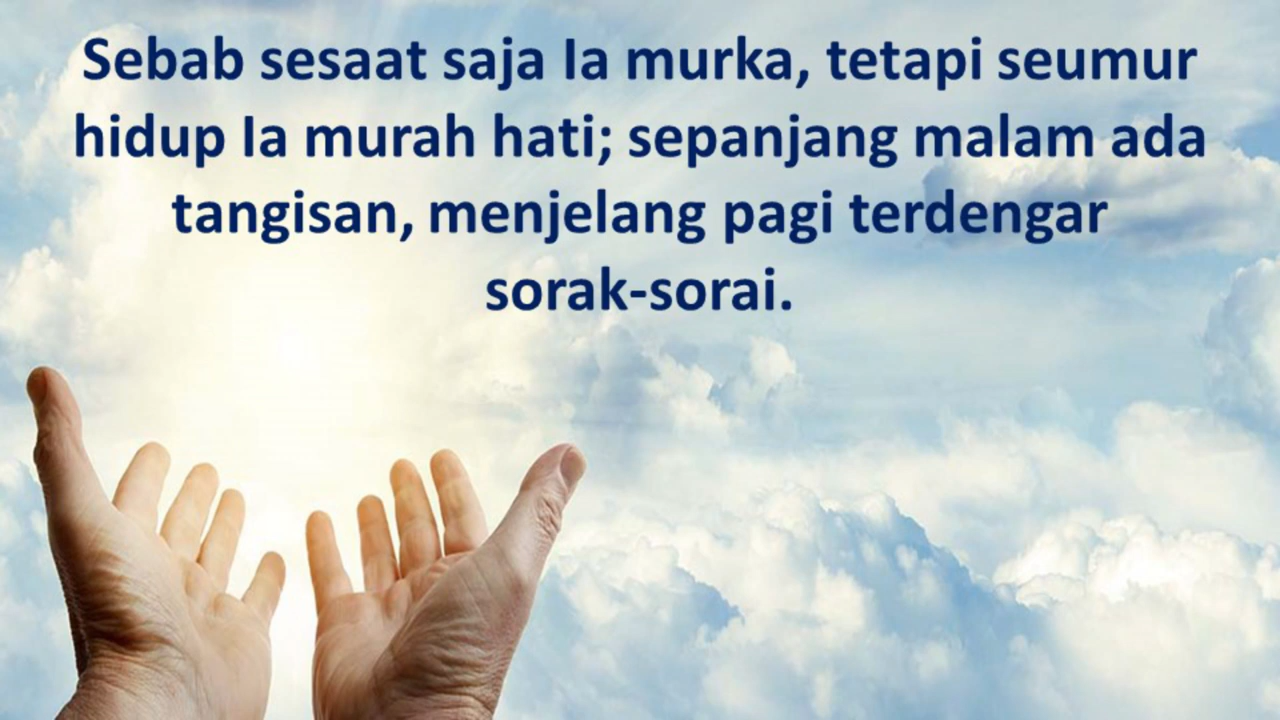 Sebab sesaat saja Ia murka, tetapi seumur
hidup Ia murah hati; sepanjang malam ada
tangisan, menjelang pagi terdengar
sorak-sorai.